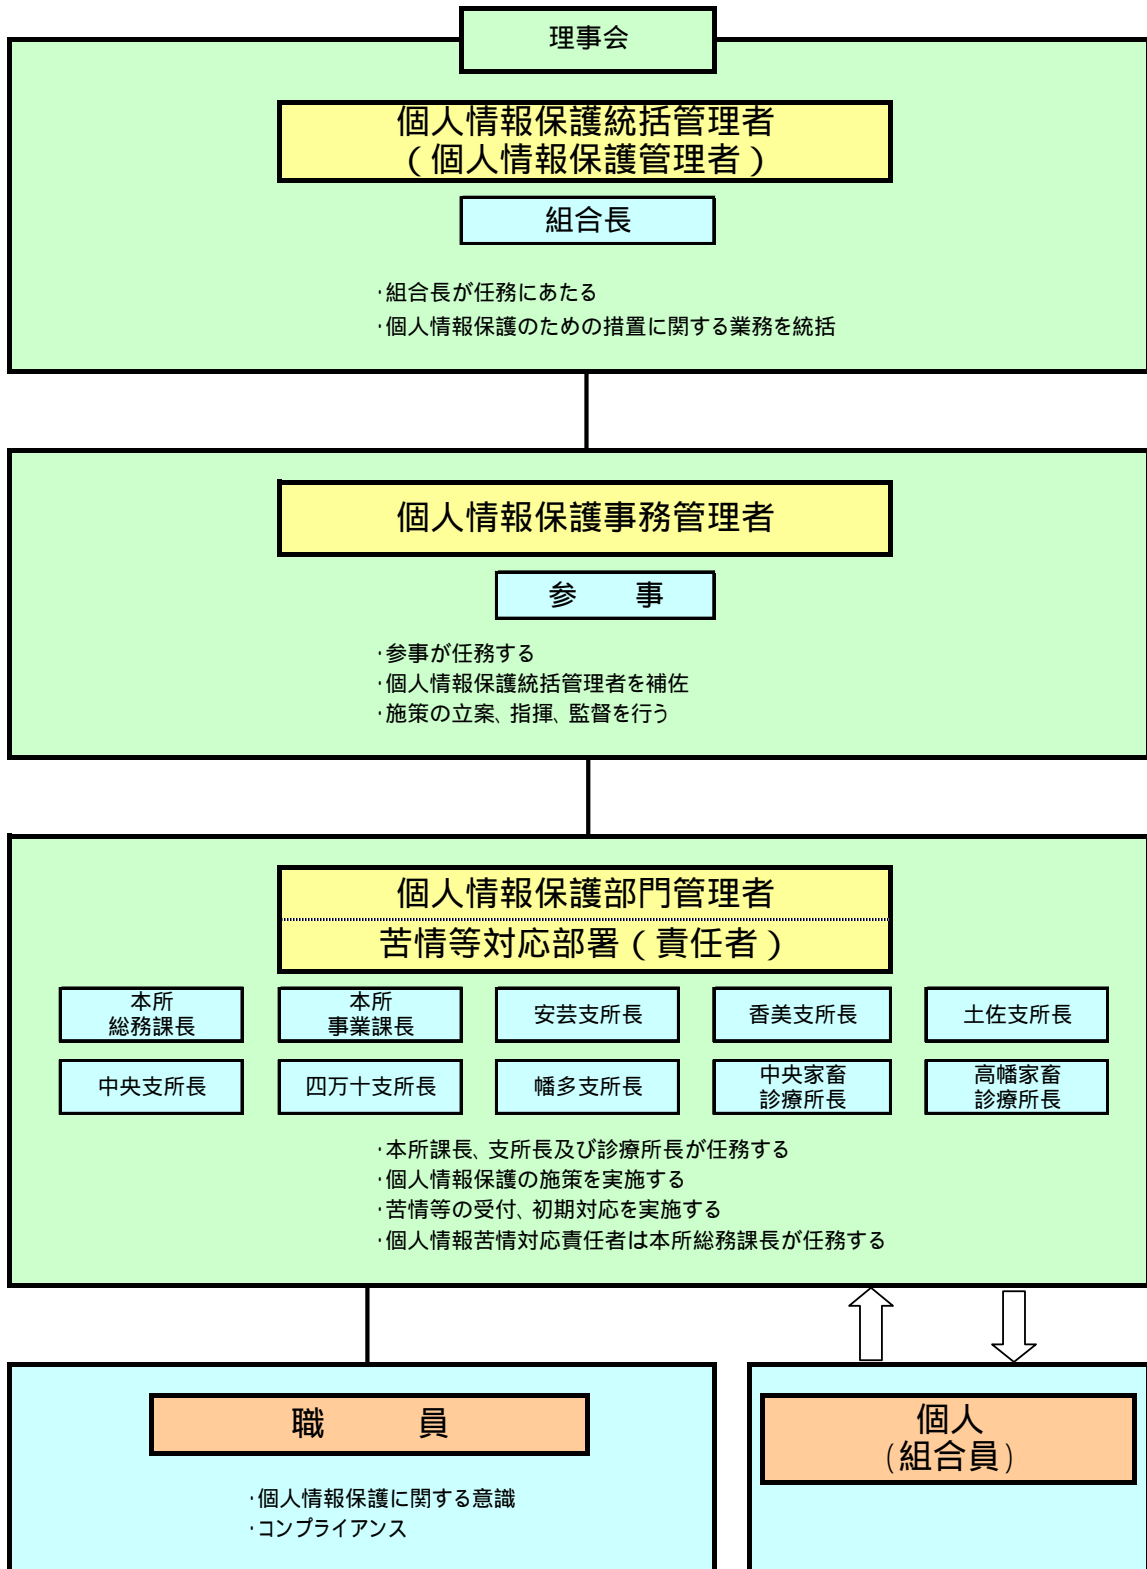 理事会
個人情報保護統括管理者
（個人情報保護管理者）
組合長
・組合長が任務にあたる
・個人情報保護のための措置に関する業務を統括
個人情報保護事務管理者
参　　事
・参事が任務する
・個人情報保護統括管理者を補佐
・施策の立案、指揮、監督を行う
個人情報保護部門管理者
苦情等対応部署（責任者）
本所
総務課長
本所
事業課長
安芸支所長
香美支所長
土佐支所長
中央支所長
四万十支所長
幡多支所長
中央家畜
診療所長
高幡家畜
診療所長
・本所課長、支所長及び診療所長が任務する
・個人情報保護の施策を実施する
・苦情等の受付、初期対応を実施する
・個人情報苦情対応責任者は本所総務課長が任務する
職　　員
・個人情報保護に関する意識
・コンプライアンス
個人
（組合員）